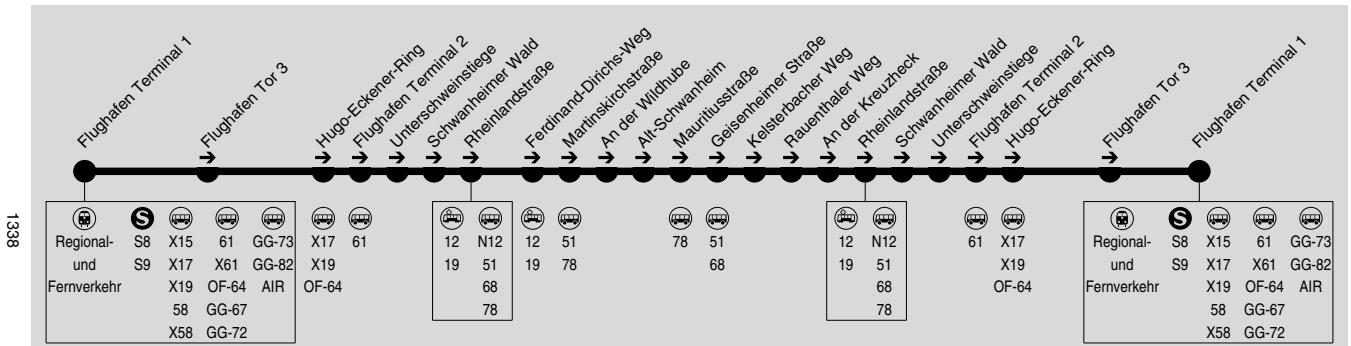 Flughafen Terminal 1
Flughafen Tor 3
Hugo-Eckener-Ring
Flughafen Terminal 2
Unterschweinstiege
Schwanheimer Wald
Rheinlandstraße
Ferdinand-Dirichs-Weg
Martinskirchstraße
An der Wildhube
Alt-Schwanheim
Mauritiusstraße
Geisenheimer Straße
Kelsterbacher Weg
Rauenthaler Weg
An der Kreuzheck
Rheinlandstraße
Schwanheimer Wald
Unterschweinstiege
Flughafen Terminal 2
Hugo-Eckener-Ring
Flughafen Tor 3
Flughafen Terminal 1
S
S
Regional- S8 X15 61 GG-73 X17 61 12 N12 12 51 78 51 12 N12 61 X17 Regional- S8 X15 61 GG-73
und S9 X17 X61 GG-82 X19 19 51 19 78 68 19 51 X19 und S9 X17 X61 GG-82
Fernverkehr X19 OF-64 AIR OF-64 68 68 OF-64 Fernverkehr X19 OF-64 AIR
58 GG-67 78 78 58 GG-67
X58 GG-72 X58 GG-72
1338